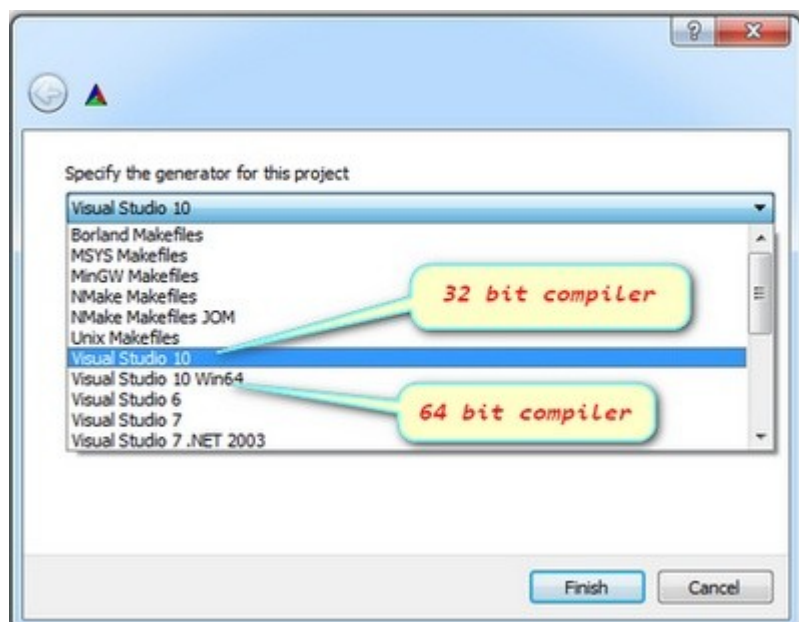 ?
Specify the generator for this project
Visual Studio 10
Borland Makefiles
MSYS Makefiles
MinGW Makefiles
NMake Makefiles
NMake Makefiles JOM
Unix Makefiles
Visual Studio 10
Visual Studio 10 Win64
Visual Studio 6
Visual Studio 7
Visual Studio 7 .NET 2003
32 bit compiler
64 bit compiler
Finish
Cancel